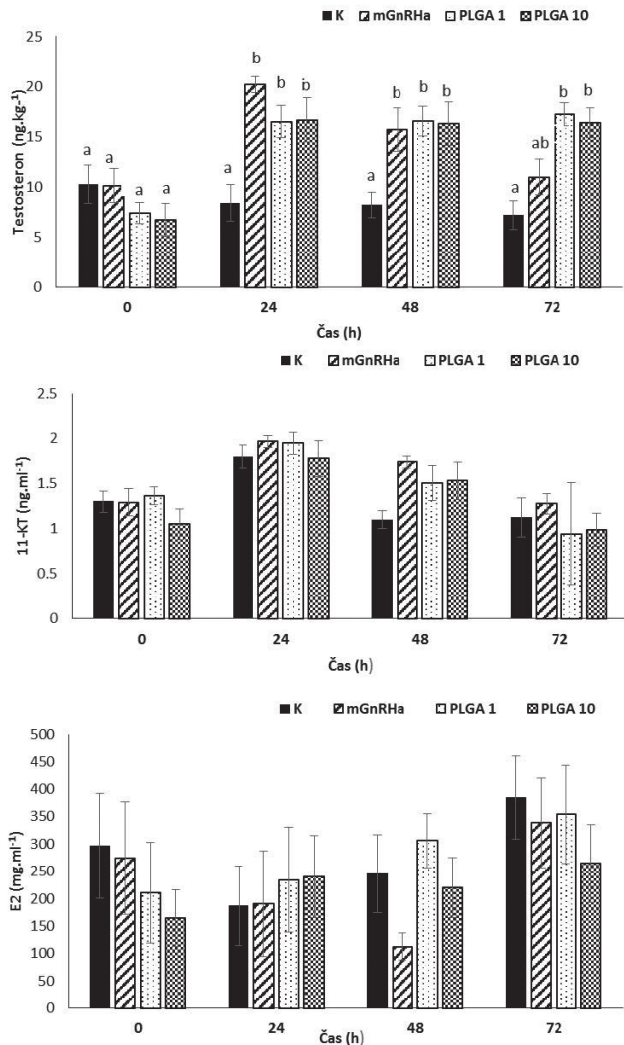 K mGnRHa PLGA 1 PLGA 10
Testosteron (ng.kg⁻¹)
25
20
15
10
5
0
a a a a
a b b b
a b b b
a ab b b
0 24 48 72
Čas (h)
K mGnRHa PLGA 1 PLGA 10
11-KT (ng.ml⁻¹)
2.5
2
1.5
1
0.5
0
0 24 48 72
Čas (h)
K mGnRHa PLGA 1 PLGA 10
E2 (mg.ml⁻¹)
500
450
400
350
300
250
200
150
100
50
0
0 24 48 72
Čas (h)